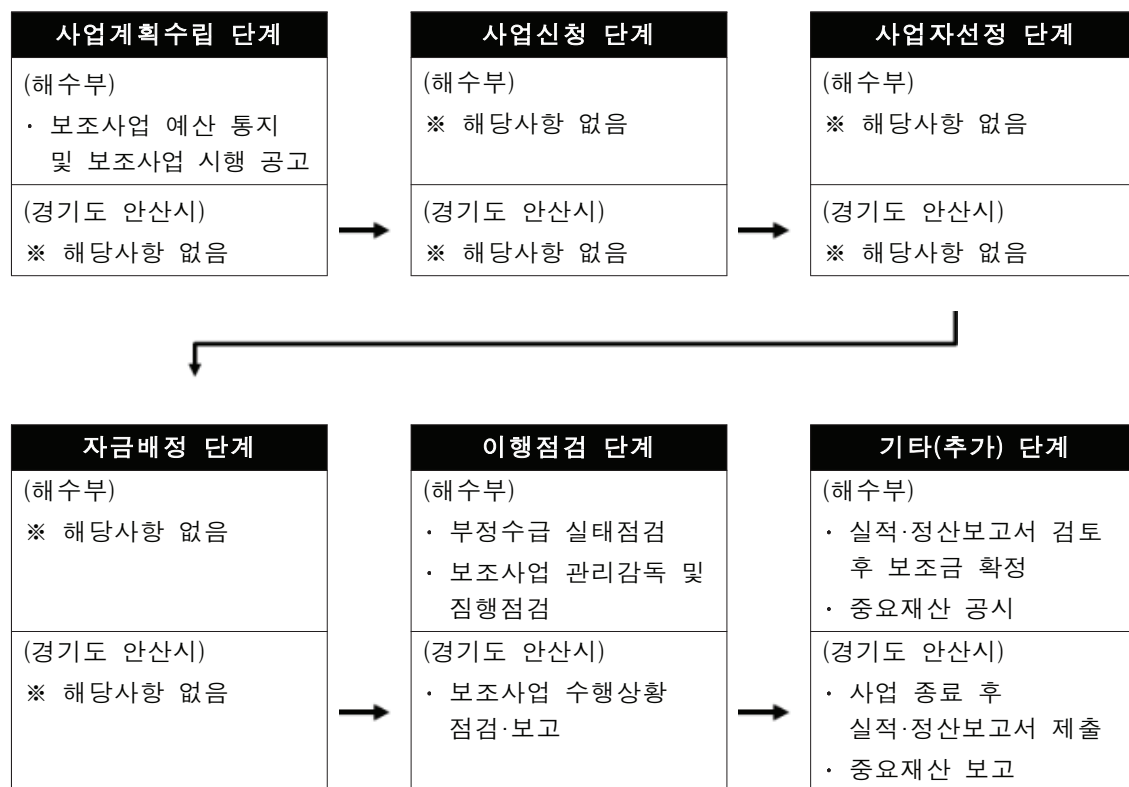 사업계획수립 단계
(해수부)
· 보조사업 예산 통지
및 보조사업 시행 공고
(경기도 안산시)
※ 해당사항 없음
사업신청 단계
(해수부)
※ 해당사항 없음
(경기도 안산시)
※ 해당사항 없음
사업자선정 단계
(해수부)
※ 해당사항 없음
(경기도 안산시)
※ 해당사항 없음
자금배정 단계
(해수부)
※ 해당사항 없음
(경기도 안산시)
※ 해당사항 없음
이행점검 단계
(해수부)
· 부정수급 실태점검
· 보조사업 관리감독 및
짐행점검
(경기도 안산시)
· 보조사업 수행상황
점검·보고
기타(추가) 단계
(해수부)
· 실적·정산보고서 검토
후 보조금 확정
· 중요재산 공시
(경기도 안산시)
· 사업 종료 후
실적·정산보고서 제출
· 중요재산 보고